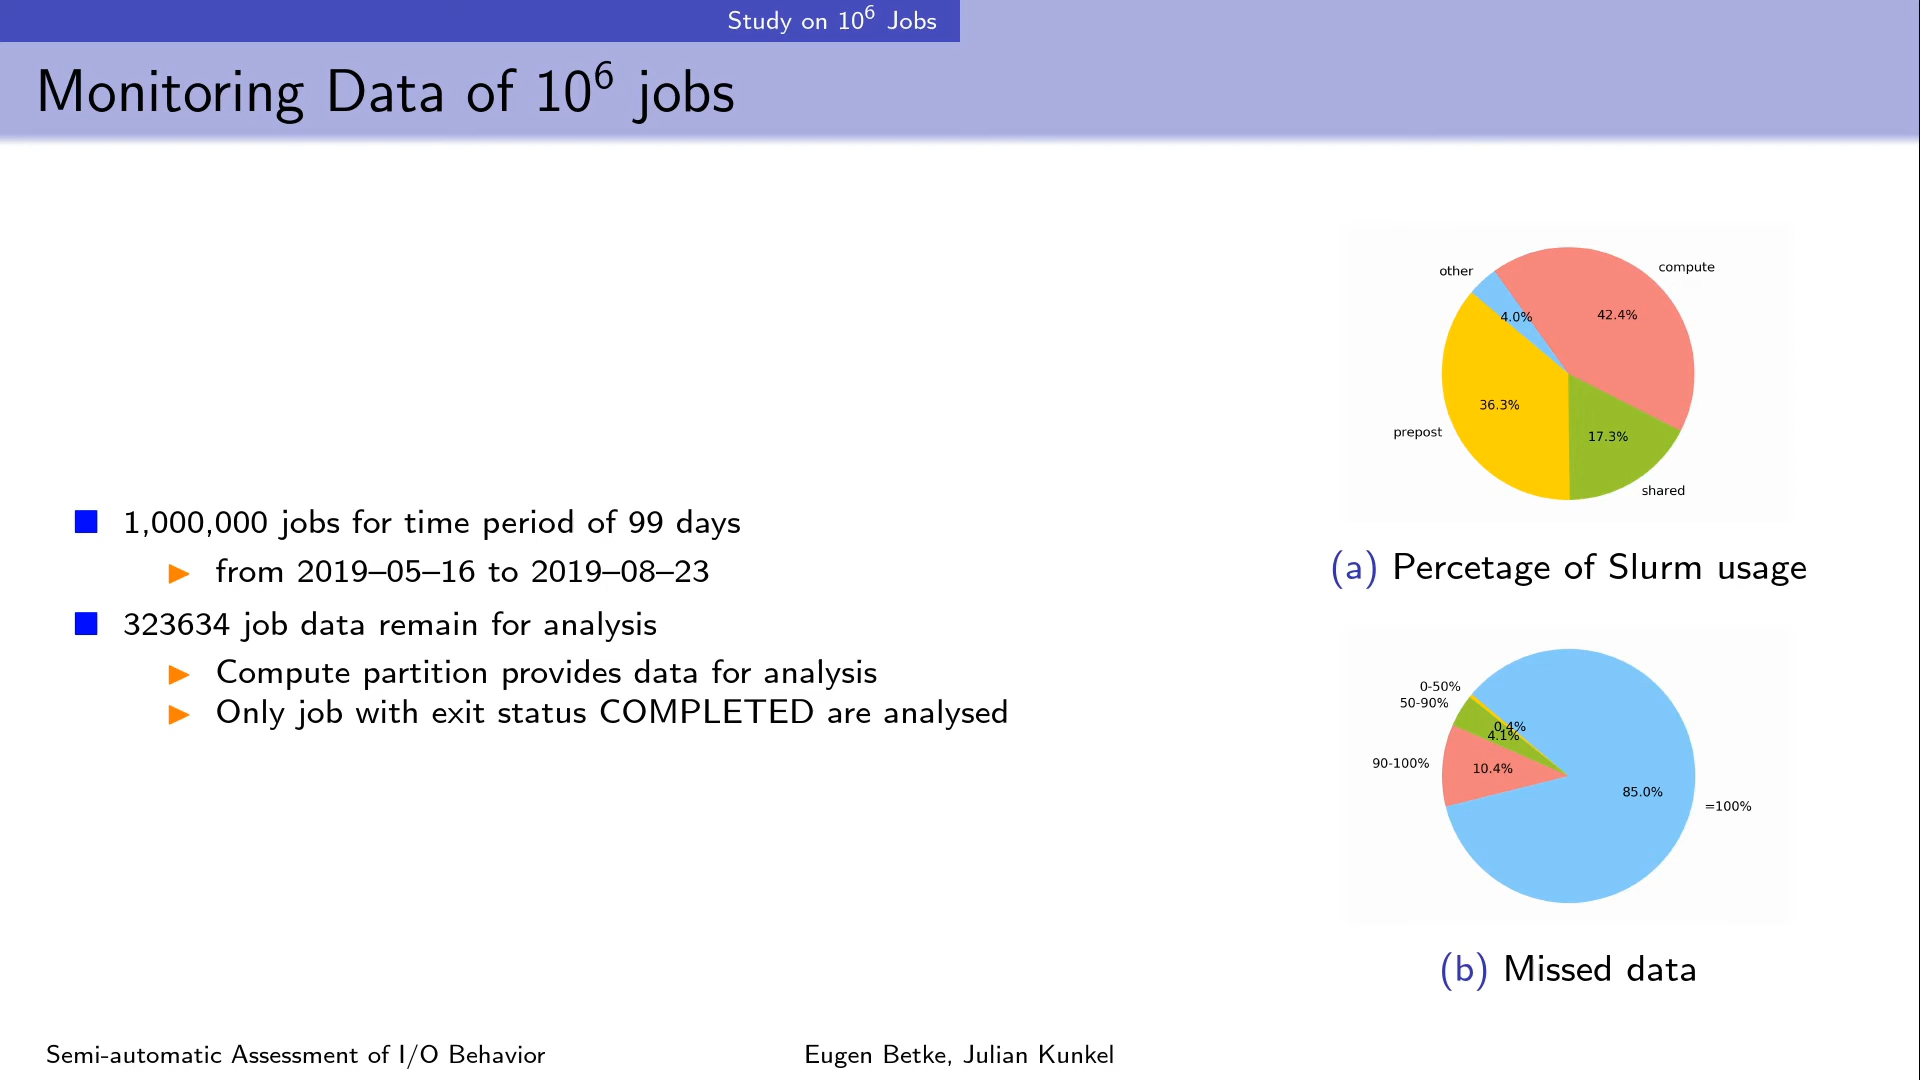 Study on 10⁶ Jobs
Monitoring Data of 10⁶ jobs
1,000,000 jobs for time period of 99 days
from 2019–05–16 to 2019–08–23
323634 job data remain for analysis
Compute partition provides data for analysis
Only job with exit status COMPLETED are analysed
other
compute
4.0%
42.4%
36.3%
prepost
17.3%
shared
(a) Percetage of Slurm usage
0-50%
50-90%
0.4%
4.1%
90-100%
10.4%
85.0%
=100%
(b) Missed data
Semi-automatic Assessment of I/O Behavior
Eugen Betke, Julian Kunkel